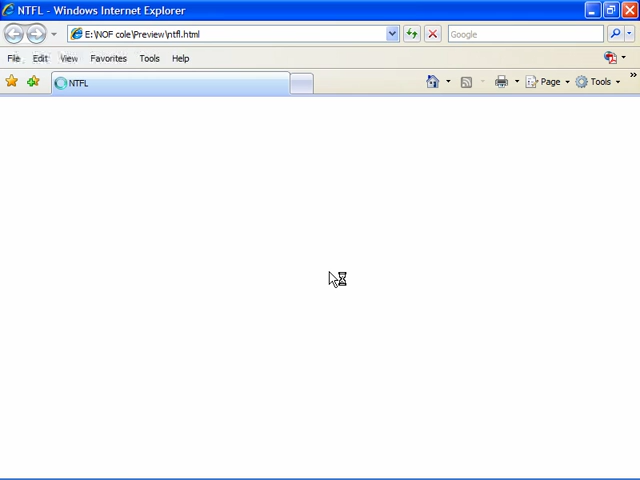 NTFL - Windows Internet Explorer
E:\NOF cole\Preview\ntfl.html
Google
File Edit View Favorites Tools Help
NTFL
Page Tools